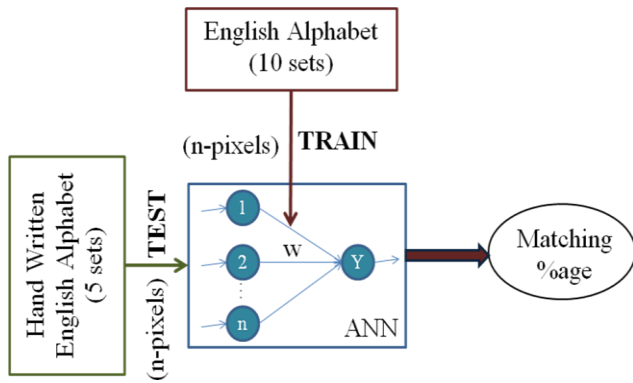 English Alphabet
(10 sets)
(n-pixels)
TRAIN
Hand Written
English Alphabet
(5 sets)
TEST
(n-pixels)
1
2
n
w
Y
ANN
Matching
%age